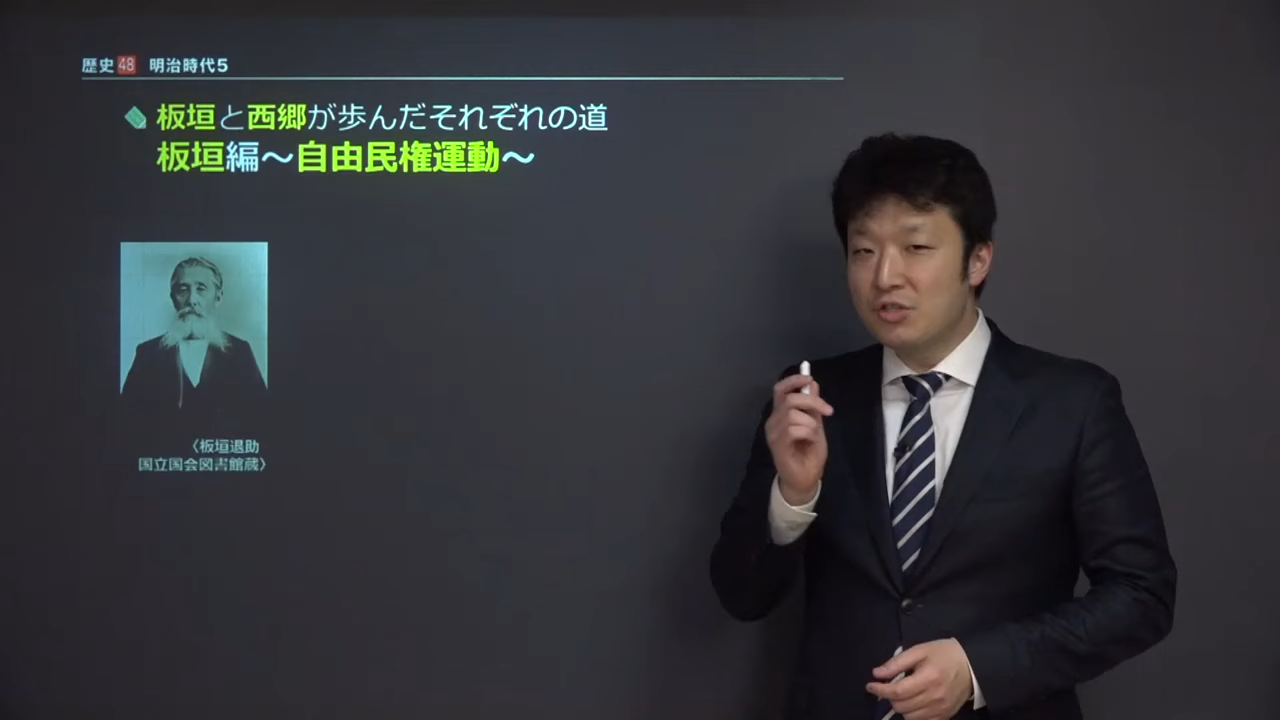 歴史48 明治時代5
板垣と西郷が歩んだそれぞれの道
板垣編〜自由民権運動〜
〈板垣退助
国立国会図書館蔵〉